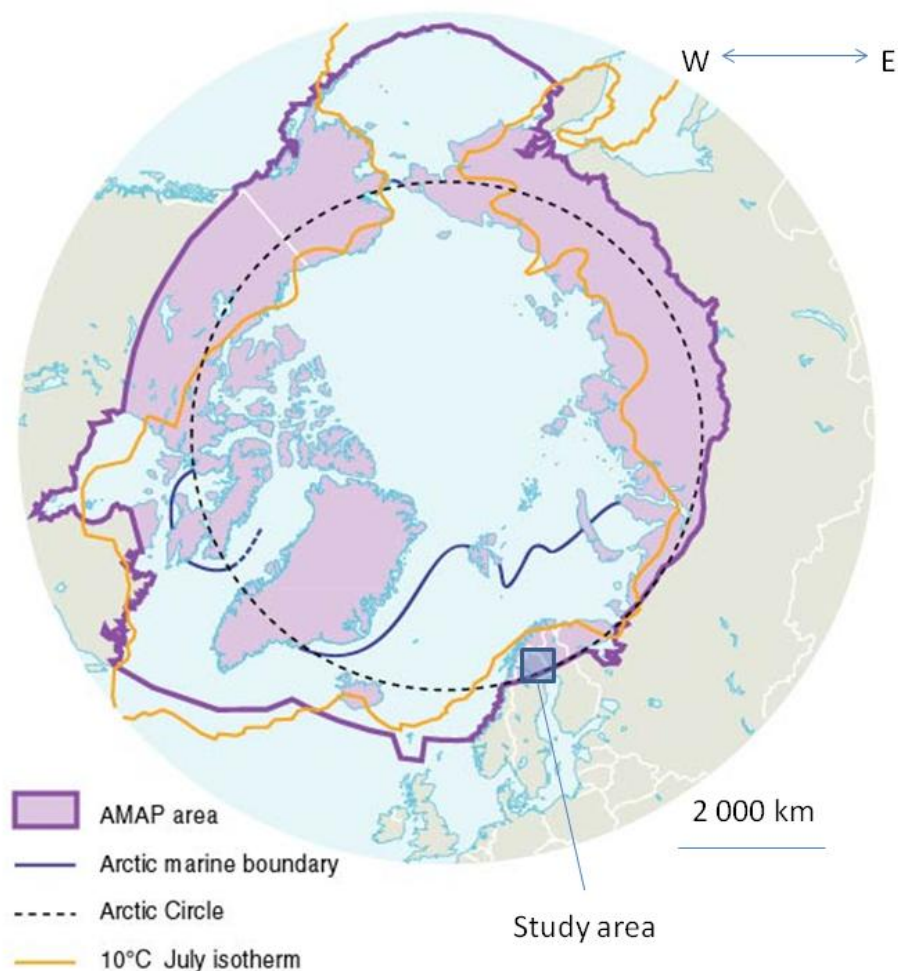 W E
2 000 km
AMAP area
Arctic marine boundary
Arctic Circle
10°C July isotherm
Study area